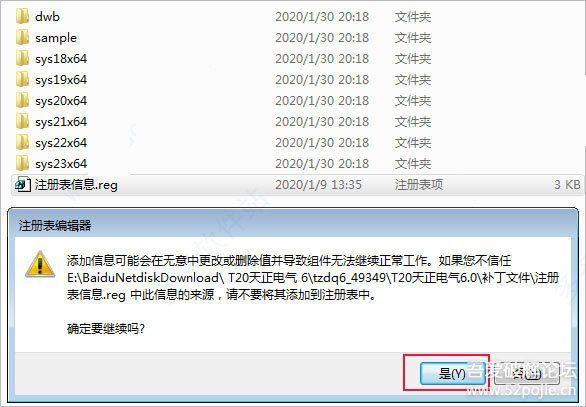 dwb 2020/1/30 20:18 文件夹
sample 2020/1/30 20:18 文件夹
sys18x64 2020/1/30 20:18 文件夹
sys19x64 2020/1/30 20:18 文件夹
sys20x64 2020/1/30 20:18 文件夹
sys21x64 2020/1/30 20:18 文件夹
sys22x64 2020/1/30 20:18 文件夹
sys23x64 2020/1/30 20:18 文件夹
注册表信息.reg 2020/1/9 13:35 注册表项 3 KB
注册表编辑器
添加信息可能会在无意中更改或删除值并导致组件无法继续正常工作。如果您不信任
E:\BaiduNetdiskDownload\ T20天正电气 6\tzdq6_49349\T20天正电气6.0\补丁文件\注册
表信息.reg 中此信息的来源，请不要将其添加到注册表中。
确定要继续吗?
是(Y)
吾爱破解论坛
www.52pojie.cn